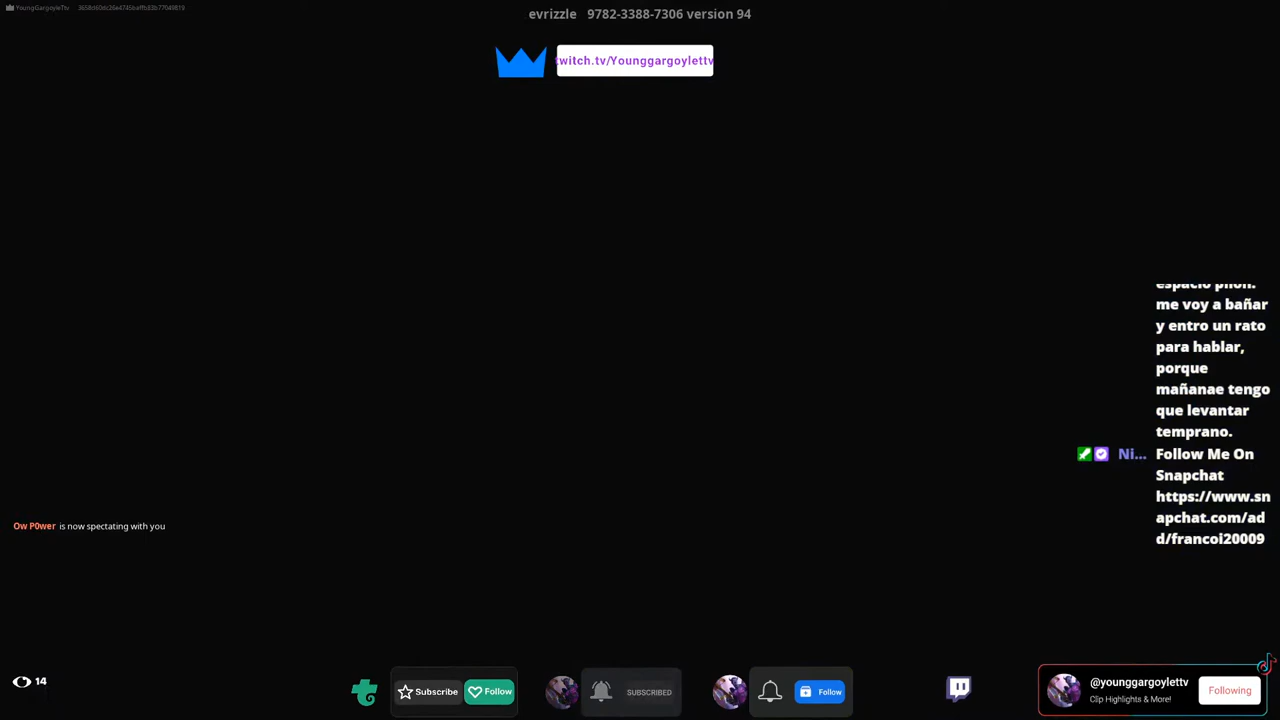 YoungGargoyleTtv
evrizzle 9782-3388-7306 version 94
twitch.tv/Younggargoylettv
espacio
me voy a bañar
y entro un rato
para hablar,
porque
mañanae tengo
que levantar
temprano.
Ni... Follow Me On
Snapchat
https://www.sn
apchat.com/ad
d/francoi20009
Ow P0wer is now spectating with you
14
Subscribe Follow
SUBSCRIBED
Follow
@younggargoylettv
Clip Highlights & More!
Following